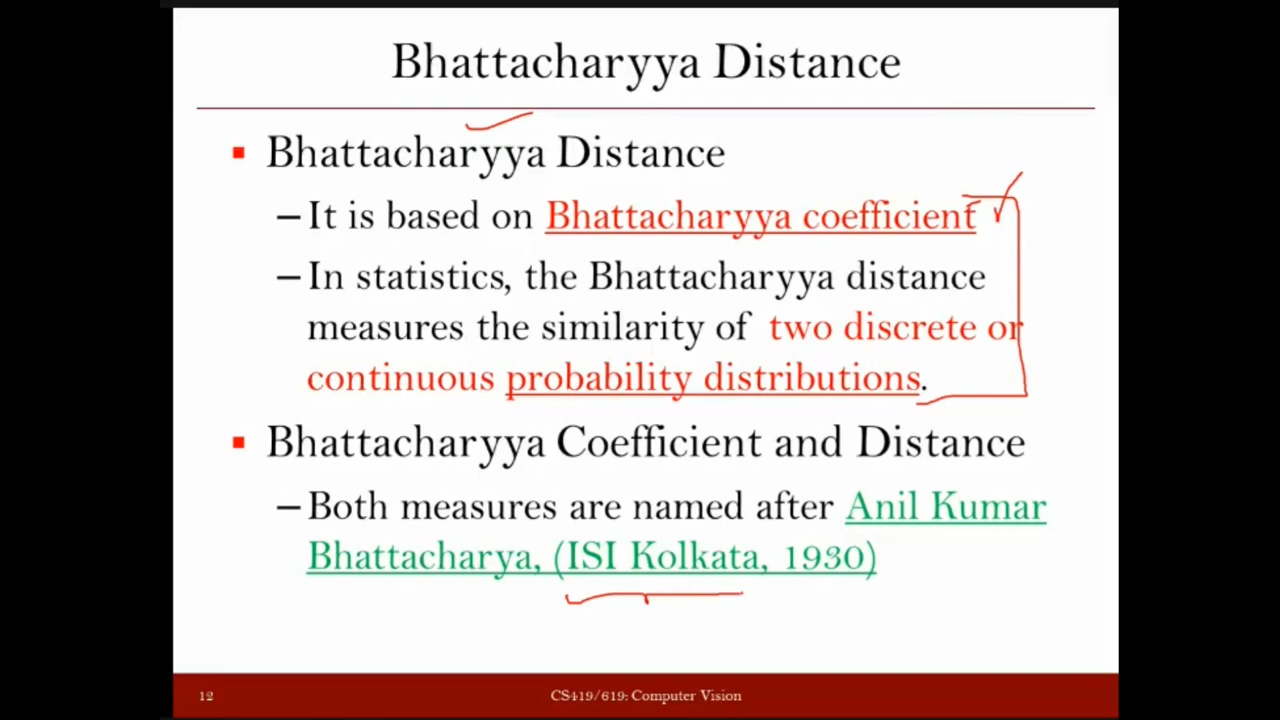 Bhattacharyya Distance
▪ Bhattacharyya Distance
– It is based on Bhattacharyya coefficient
– In statistics, the Bhattacharyya distance
measures the similarity of two discrete or
continuous probability distributions.
▪ Bhattacharyya Coefficient and Distance
– Both measures are named after Anil Kumar
Bhattacharya, (ISI Kolkata, 1930)
12 CS419/619: Computer Vision